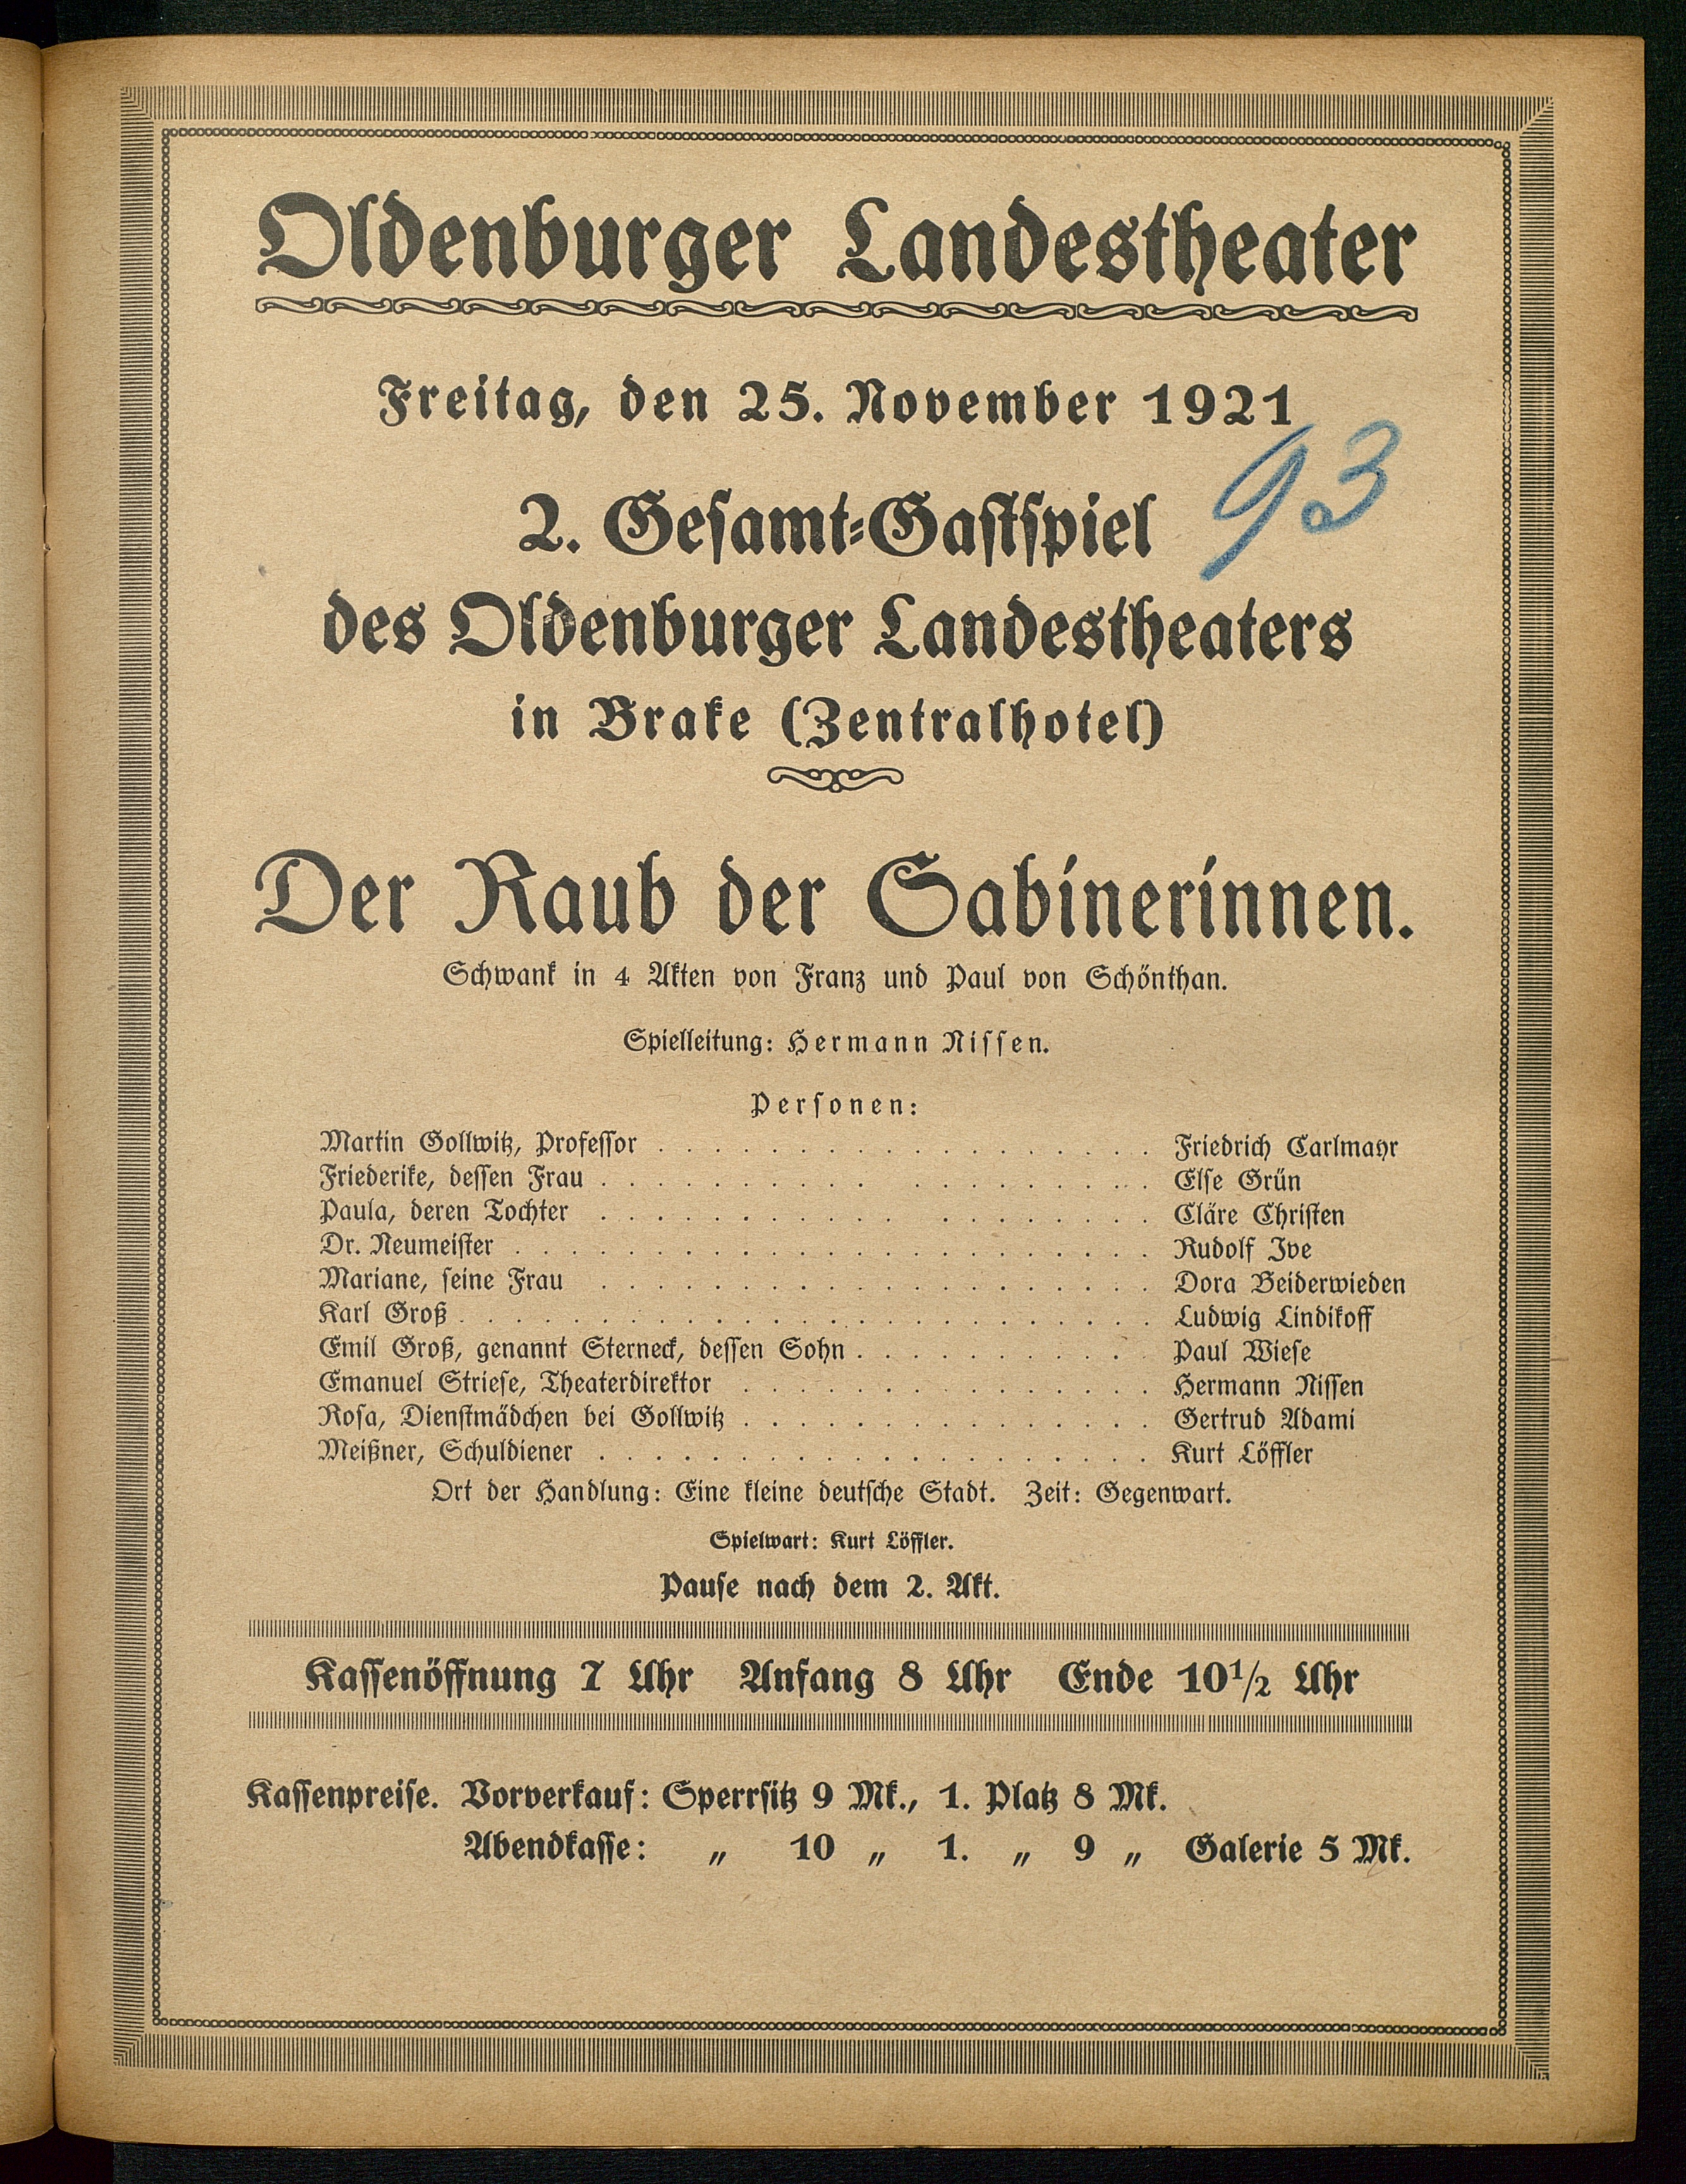 Oldenburger Landestheater
Freitag, den 25. November 1921
93
2. Gesamt-Gastspiel
des Oldenburger Landestheaters
in Brake (Zentralhotel)
Der Raub der Sabinerinnen.
Schwank in 4 Akten von Franz und Paul von Schönthan.
Spielleitung: Hermann Nissen.
Personen:
Martin Gollwitz, Professor . . . . . . . . . . . . . . . . . . Friedrich Carlmayr
Friederike, dessen Frau . . . . . . . . . . . . . . . . . . . Else Grün
Paula, deren Tochter . . . . . . . . . . . . . . . . . . . Cläre Christen
Dr. Neumeister . . . . . . . . . . . . . . . . . . . . . . . Rudolf Ive
Mariane, seine Frau . . . . . . . . . . . . . . . . . . . . Dora Beiderwieden
Karl Groß . . . . . . . . . . . . . . . . . . . . . . . . . Ludwig Lindikoff
Emil Groß, genannt Sterneck, dessen Sohn . . . . . . . . . . . Paul Wiese
Emanuel Striese, Theaterdirektor . . . . . . . . . . . . . . . Hermann Nissen
Rosa, Dienstmädchen bei Gollwitz . . . . . . . . . . . . . . . Gertrud Adami
Meißner, Schuldiener . . . . . . . . . . . . . . . . . . . . Kurt Löffler
Ort der Handlung: Eine kleine deutsche Stadt. Zeit: Gegenwart.
Spielwart: Kurt Löffler.
Pause nach dem 2. Akt.
Kassenöffnung 7 Uhr Anfang 8 Uhr Ende 10½ Uhr
Kassenpreise. Vorverkauf: Sperrsitz 9 Mk., 1. Platz 8 Mk.
Abendkasse: „ 10 „ 1. „ 9 „ Galerie 5 Mk.